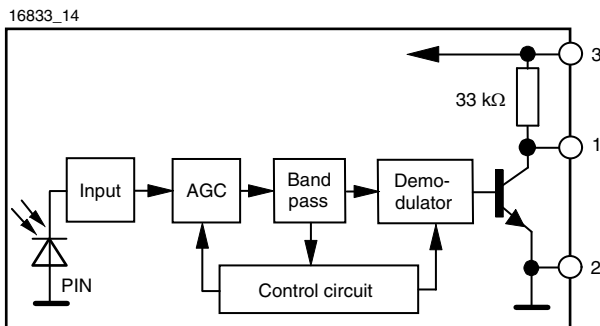 16833_14
3
33 kΩ
1
Input
AGC
Band
pass
Demo-
dulator
2
PIN
Control circuit